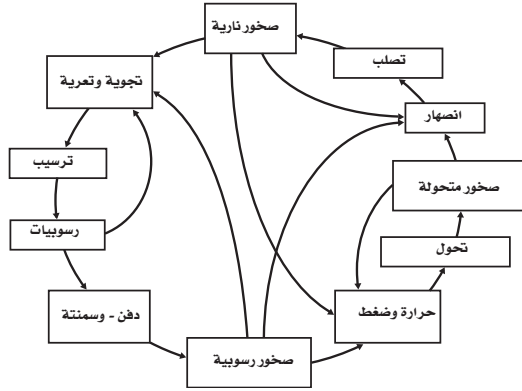 صخور نارية
تصلب
تجوية وتعرية
انصهار
ترسيب
صخور متحولة
رسوبيات
تحول
دفن - وسمنتة
حرارة وضغط
صخور رسوبية